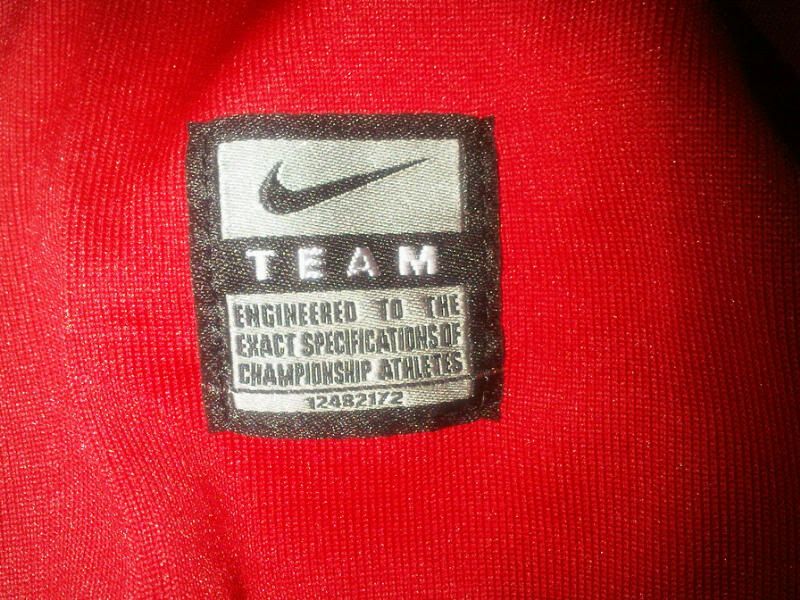 TEAM
ENGINEERED TO THE
EXACT SPECIFICATIONS OF
CHAMPIONSHIP ATHLETES
12482172